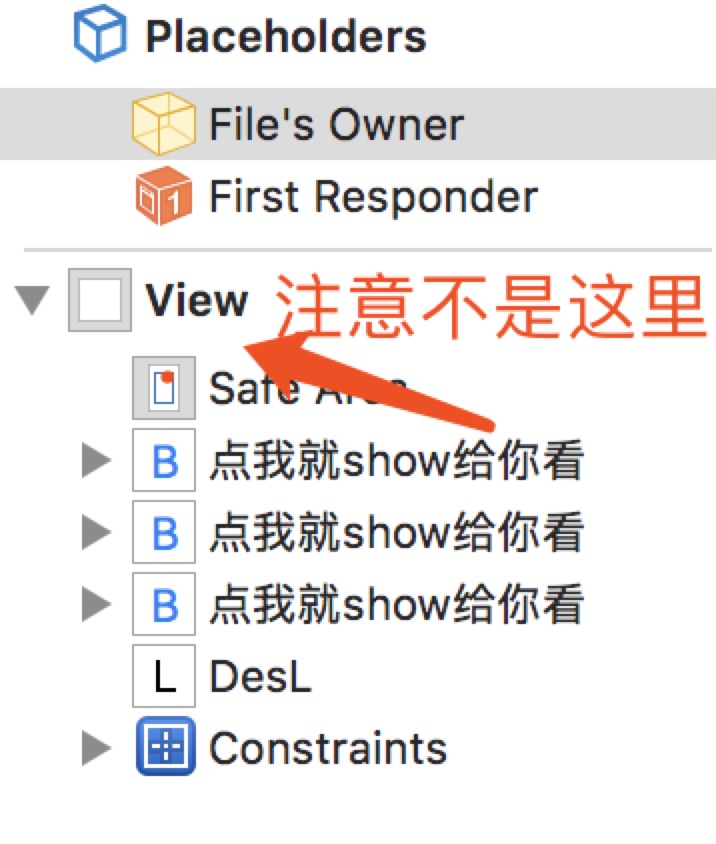 Placeholders
File's Owner
1 First Responder
View 注意不是这里
Safe Area
B 点我就show给你看
B 点我就show给你看
B 点我就show给你看
L DesL
Constraints